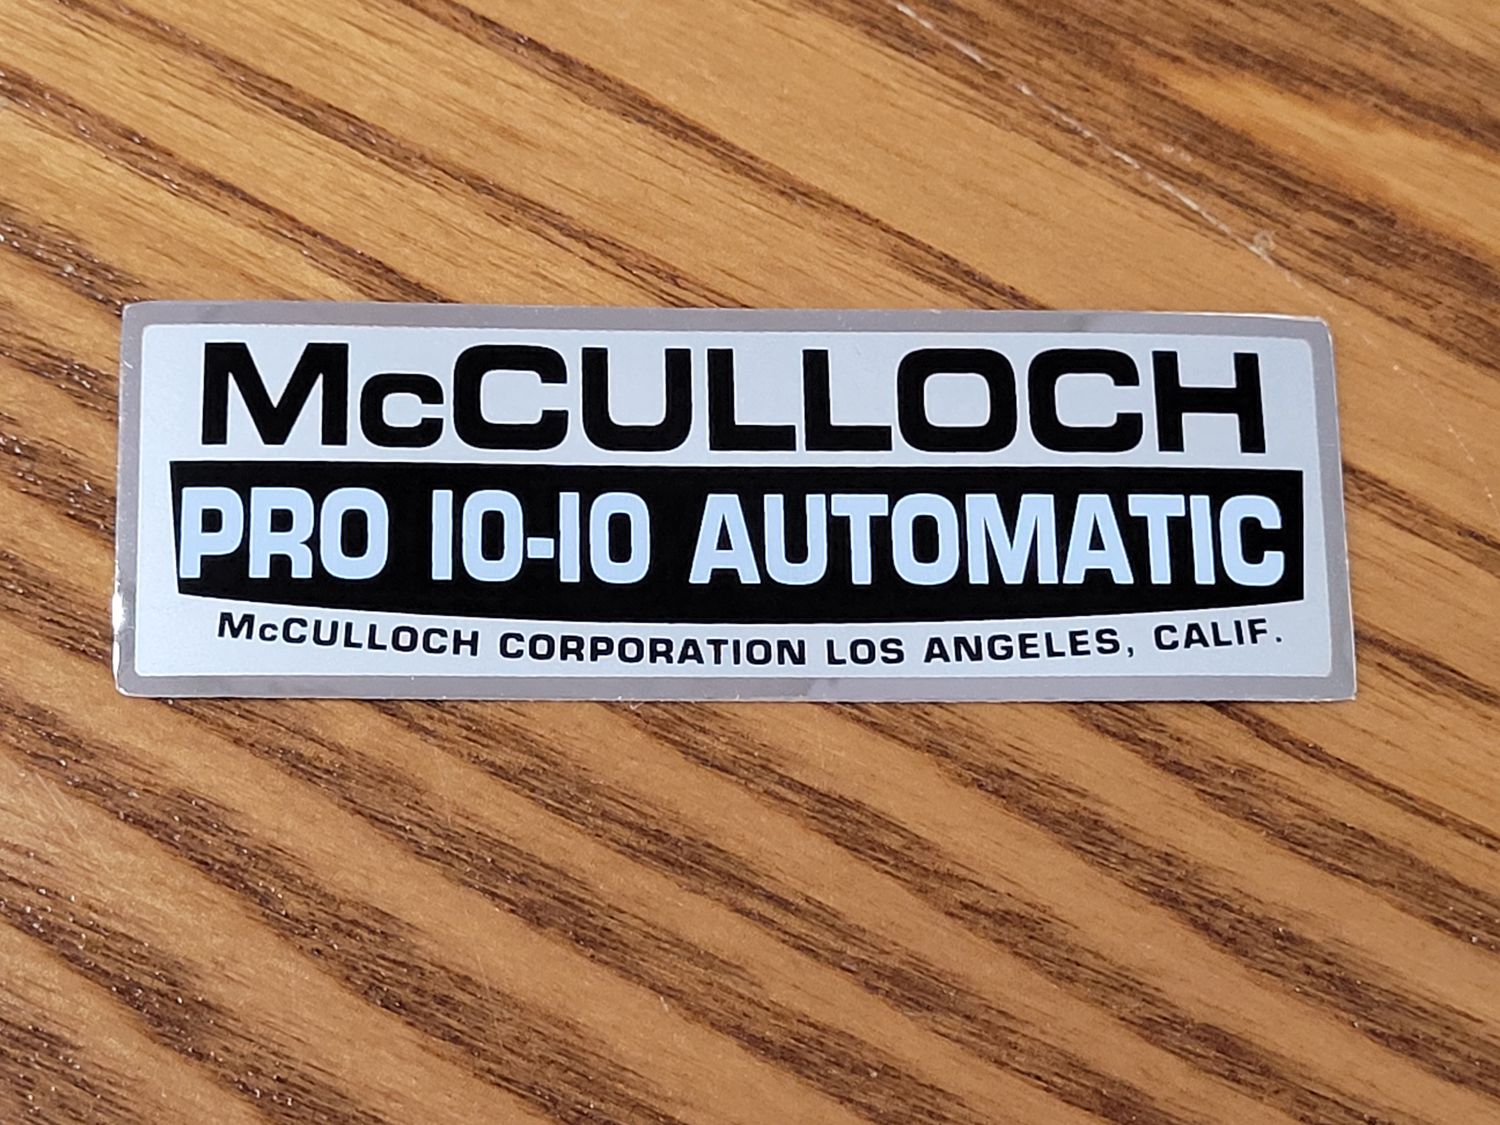 McCULLOCH
PRO 10-10 AUTOMATIC
McCULLOCH CORPORATION LOS ANGELES, CALIF.